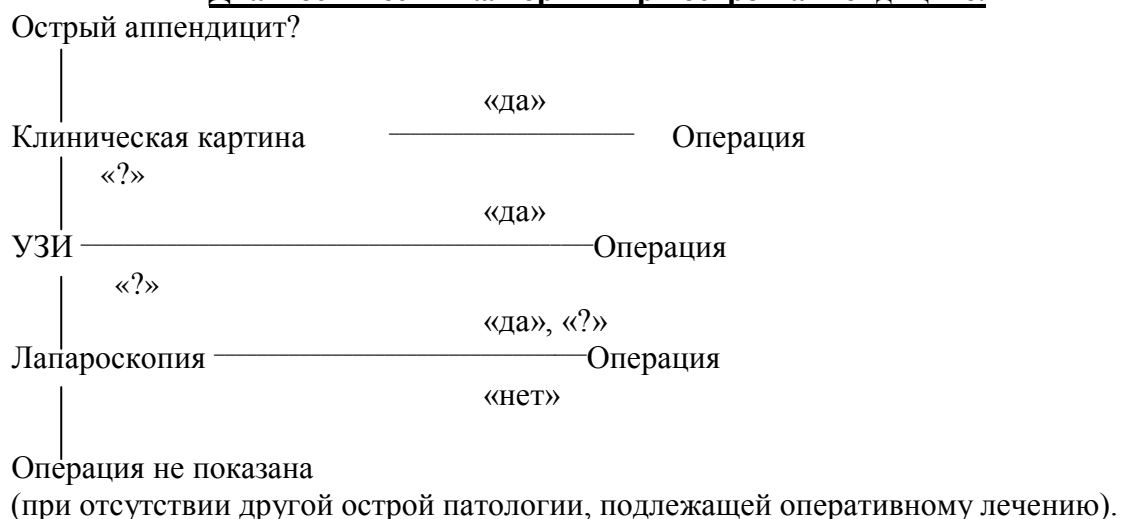 Острый аппендицит?
«да»
Клиническая картина Операция
«?»
«да»
УЗИ Операция
«?»
«да», «?»
Лапароскопия Операция
«нет»
Операция не показана
(при отсутствии другой острой патологии, подлежащей оперативному лечению).